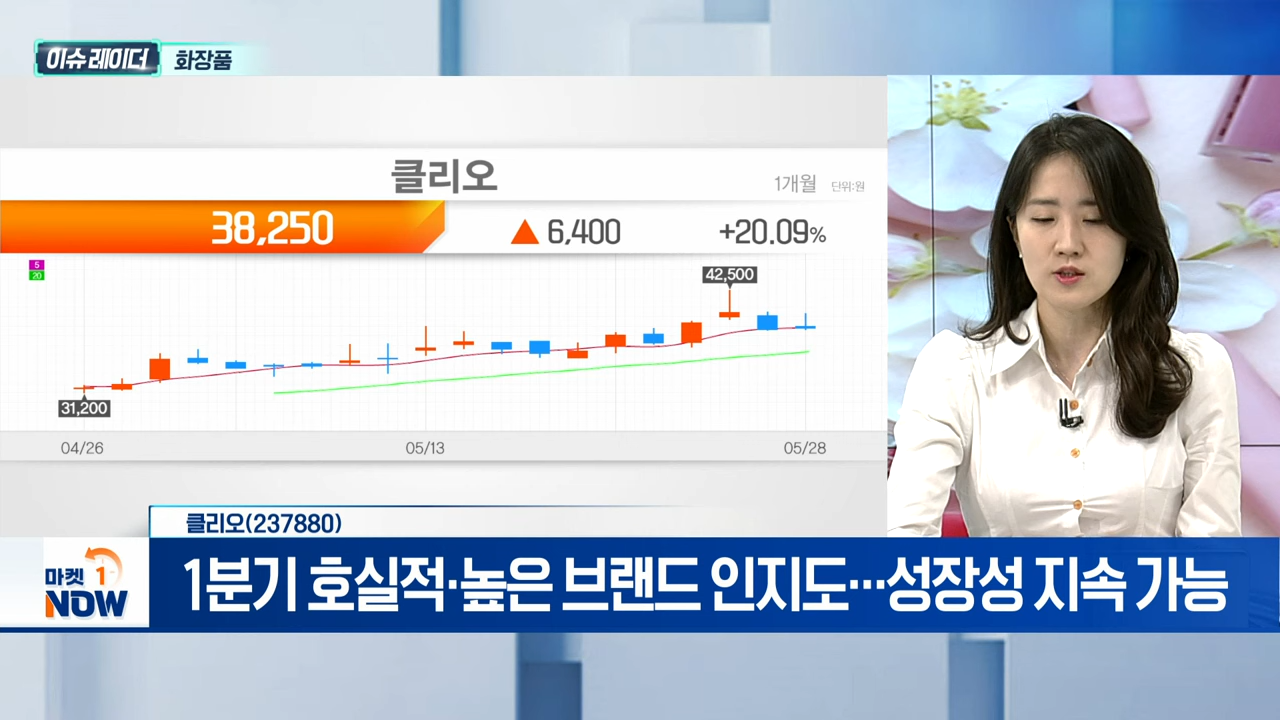 이슈 레이더 화장품
클리오
1개월 단위:원
38,250 ▲ 6,400 +20.09%
5
20
42,500
31,200
04/26 05/13 05/28
클리오(237880)
마켓 1
NOW
1분기 호실적·높은 브랜드 인지도…성장성 지속 가능